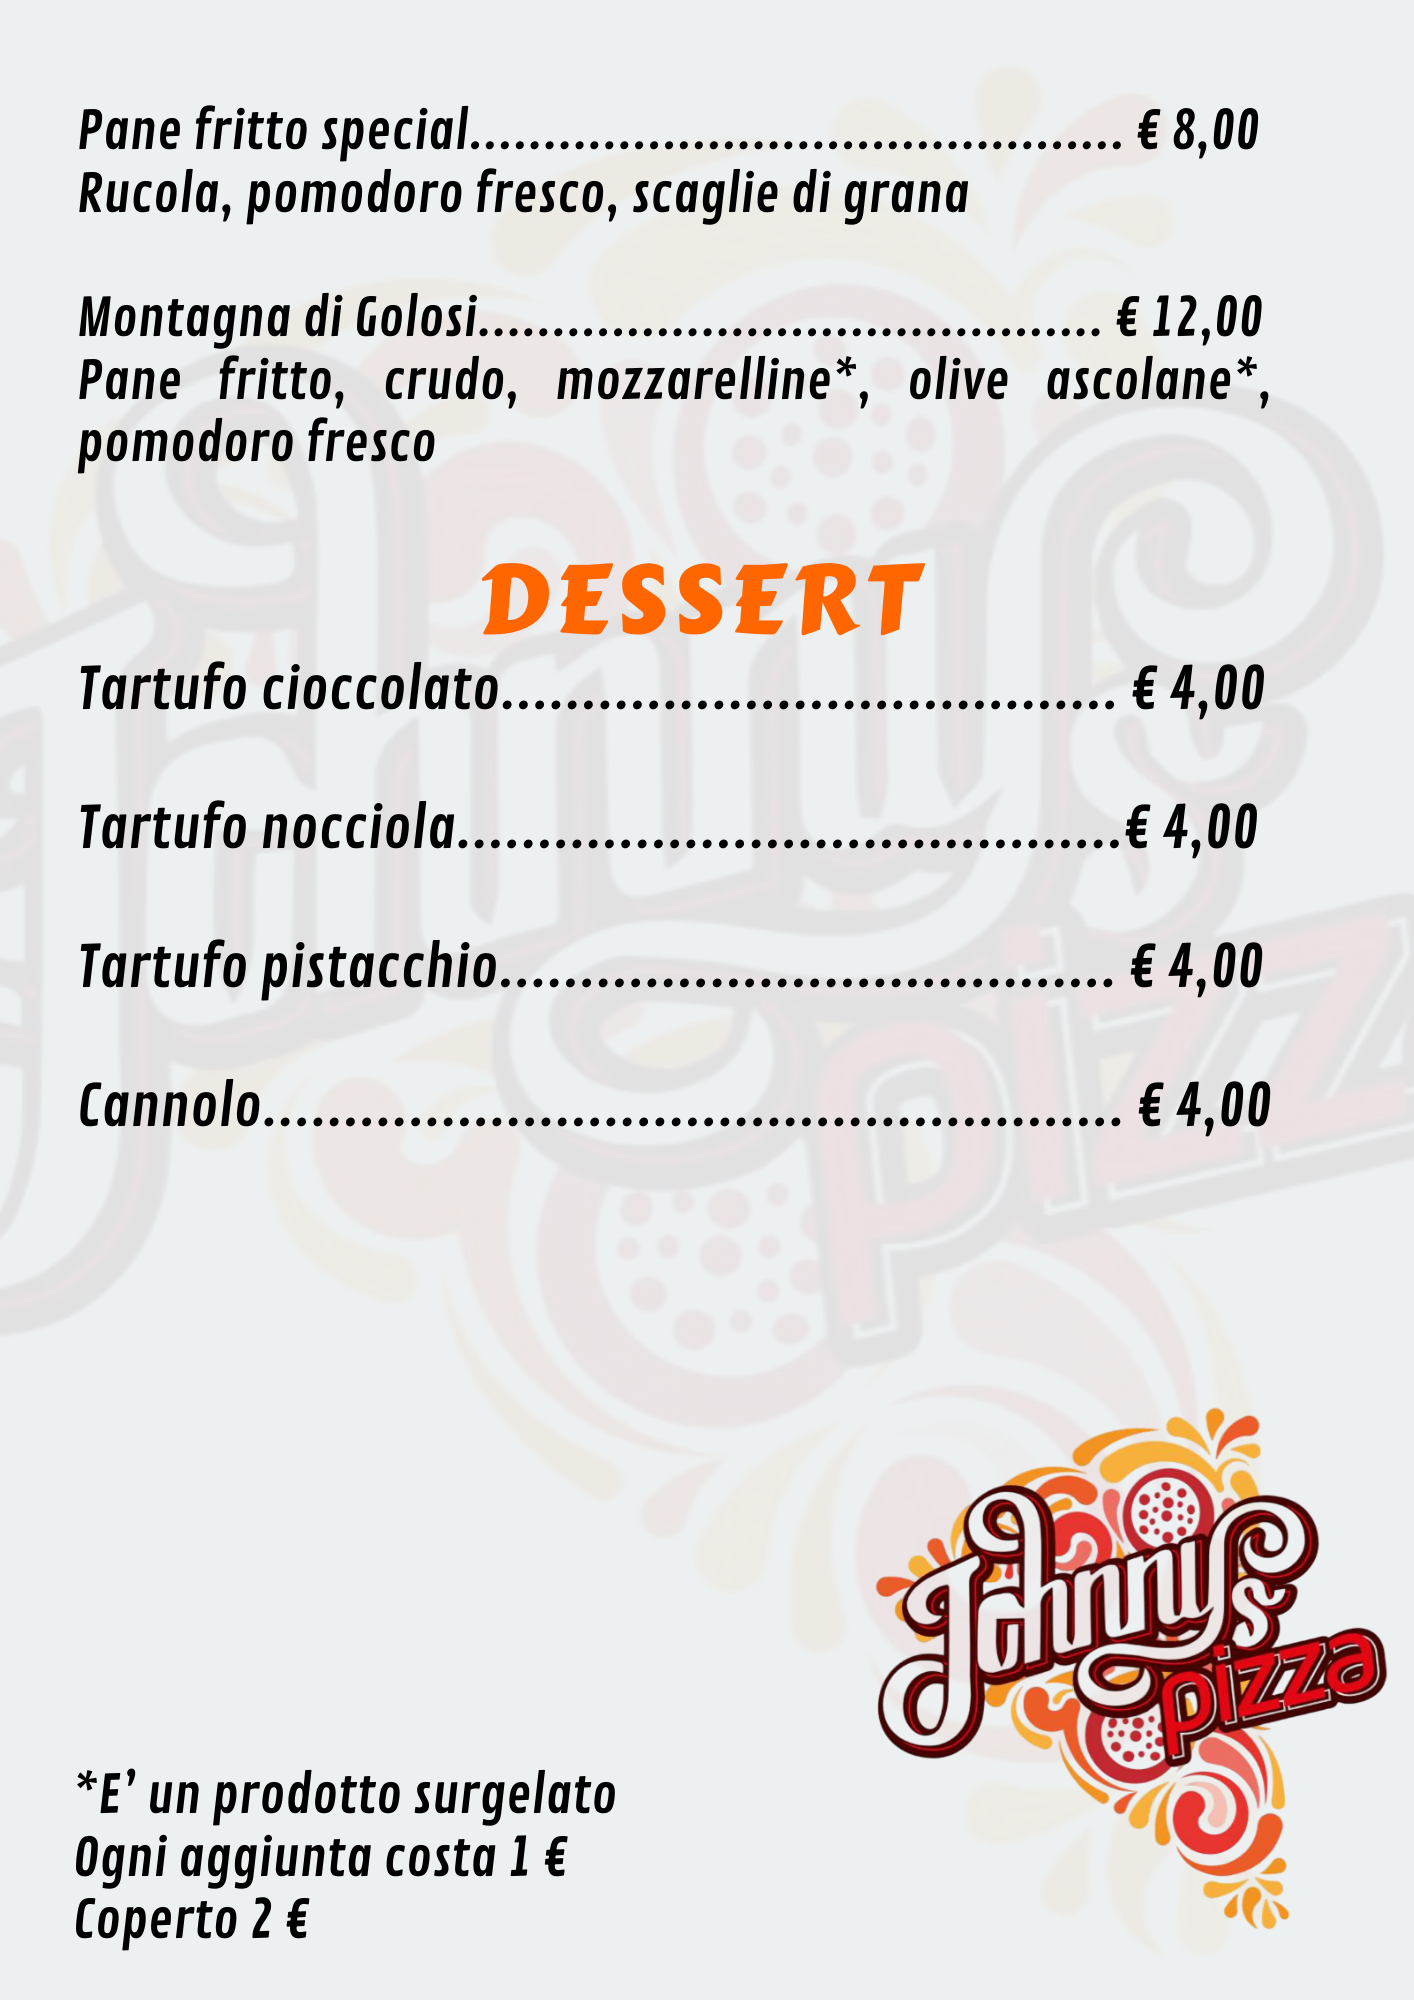 Pane fritto special............................................ € 8,00
Rucola, pomodoro fresco, scaglie di grana
Montagna di Golosi.......................................... € 12,00
Pane fritto, crudo, mozzarelline*, olive ascolane*,
pomodoro fresco
DESSERT
Tartufo cioccolato...................................... € 4,00
Tartufo nocciola.........................................€ 4,00
Tartufo pistacchio...................................... € 4,00
Cannolo..................................................... € 4,00
Johnny's
pizza
*E’ un prodotto surgelato
Ogni aggiunta costa 1 €
Coperto 2 €